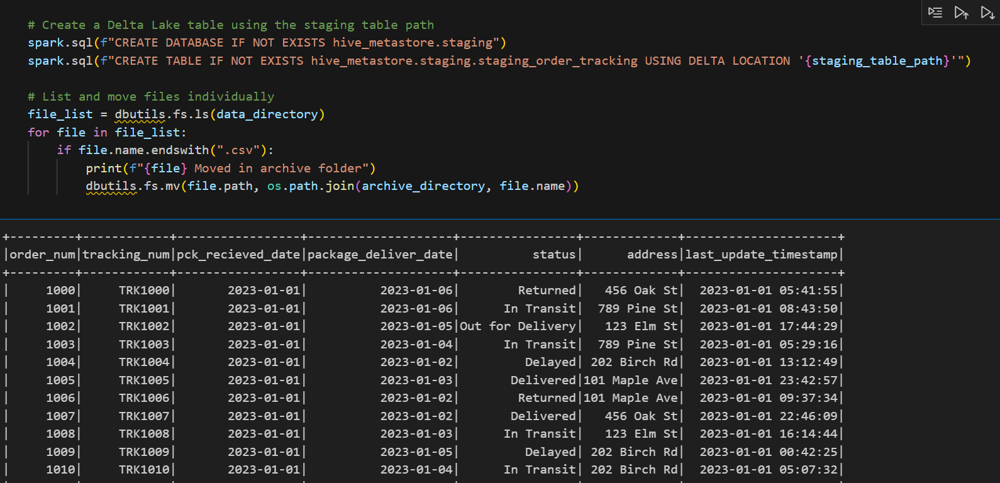 # Create a Delta Lake table using the staging table path
spark.sql(f"CREATE DATABASE IF NOT EXISTS hive_metastore.staging")
spark.sql(f"CREATE TABLE IF NOT EXISTS hive_metastore.staging.staging_order_tracking USING DELTA LOCATION '{staging_table_path}'")
# List and move files individually
file_list = dbutils.fs.ls(data_directory)
for file in file_list:
    if file.name.endswith(".csv"):
        print(f"{file} Moved in archive folder")
        dbutils.fs.mv(file.path, os.path.join(archive_directory, file.name))
+---------+------------+-----------------+--------------------+----------------+-------------+---------------------+
|order_num|tracking_num|pck_recieved_date|package_deliver_date|          status|      address|last_update_timestamp|
+---------+------------+-----------------+--------------------+----------------+-------------+---------------------+
|     1000|     TRK1000|       2023-01-01|          2023-01-06|        Returned|   456 Oak St|  2023-01-01 05:41:55|
|     1001|     TRK1001|       2023-01-01|          2023-01-06|      In Transit|  789 Pine St|  2023-01-01 08:43:50|
|     1002|     TRK1002|       2023-01-01|          2023-01-05|Out for Delivery|   123 Elm St|  2023-01-01 17:44:29|
|     1003|     TRK1003|       2023-01-01|          2023-01-04|      In Transit|  789 Pine St|  2023-01-01 05:29:16|
|     1004|     TRK1004|       2023-01-01|          2023-01-02|         Delayed| 202 Birch Rd|  2023-01-01 13:12:49|
|     1005|     TRK1005|       2023-01-01|          2023-01-03|       Delivered|101 Maple Ave|  2023-01-01 23:42:57|
|     1006|     TRK1006|       2023-01-01|          2023-01-02|        Returned|101 Maple Ave|  2023-01-01 09:37:34|
|     1007|     TRK1007|       2023-01-01|          2023-01-02|       Delivered|   456 Oak St|  2023-01-01 22:46:09|
|     1008|     TRK1008|       2023-01-01|          2023-01-03|      In Transit|   123 Elm St|  2023-01-01 16:14:44|
|     1009|     TRK1009|       2023-01-01|          2023-01-05|         Delayed| 202 Birch Rd|  2023-01-01 00:42:25|
|     1010|     TRK1010|       2023-01-01|          2023-01-04|      In Transit| 202 Birch Rd|  2023-01-01 05:07:32|